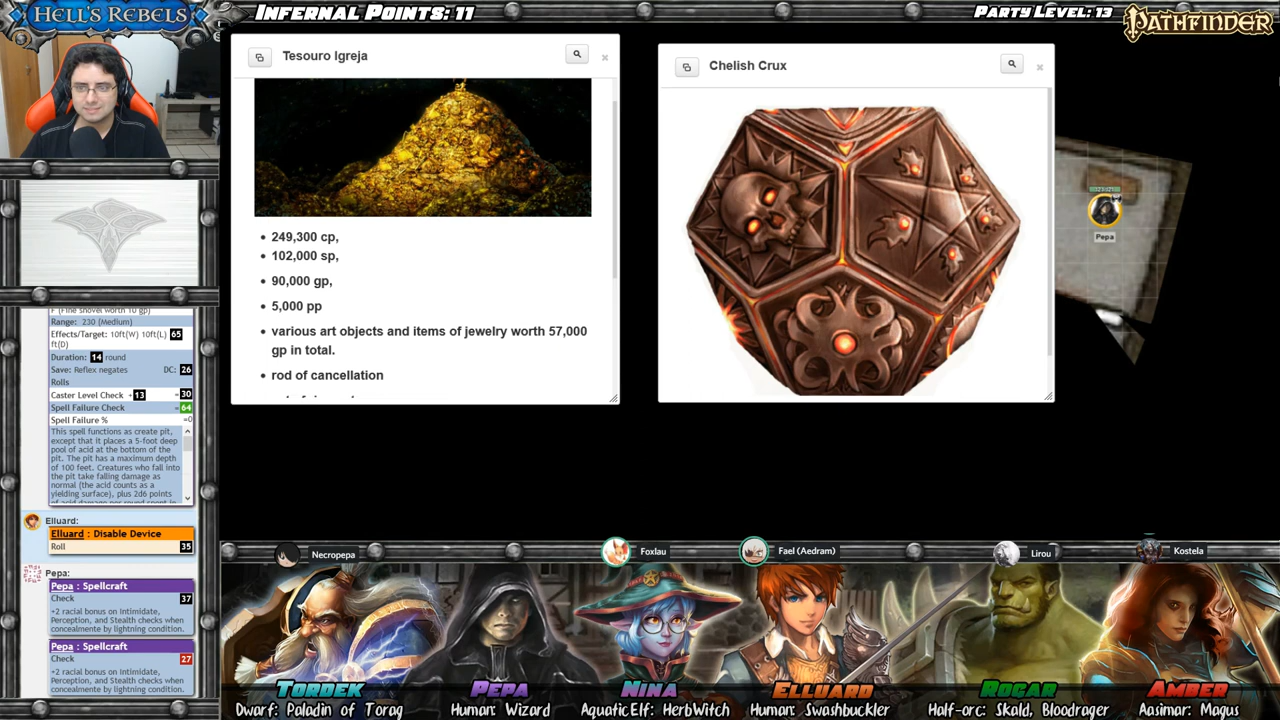 HELL'S REBELS
INFERNAL POINTS: 11
PARTY LEVEL: 13
PATHFINDER
Tesouro Igreja
249,300 cp,
102,000 sp,
90,000 gp,
5,000 pp
various art objects and items of jewelry worth 57,000
gp in total.
rod of cancellation
Chelish Crux
Pepa
F (Fine shovel worth 10 gp)
Range: 230 (Medium)
Effects/Target: 10ft(W) 10ft(L) 65
ft(D)
Duration: 14 round
Save: Reflex negates DC: 26
Rolls
Caster Level Check +13 =30
Spell Failure Check =64
Spell Failure % =0
This spell functions as create pit,
except that it places a 5-foot deep
pool of acid at the bottom of the
pit. The pit has a maximum depth
of 100 feet. Creatures who fall into
the pit take falling damage as
normal (the acid counts as a
yielding surface), plus 2d6 points
Elluard:
Elluard : Disable Device
Roll 35
Pepa:
Pepa : Spellcraft
Check 37
+2 racial bonus on Intimidate,
Perception, and Stealth checks when
concealmente by lightning condition.
Pepa : Spellcraft
Check 27
+2 racial bonus on Intimidate,
Perception, and Stealth checks when
concealmente by lightning condition.
Necropepa
Foxlau
Fael (Aedram)
Lirou
Kostela
TORDEK
Dwarf: Paladin of Torag
PEPA
Human: Wizard
NINA
AquaticElf: HerbWitch
ELLUARD
Human: Swashbuckler
ROGAR
Half-orc: Skald, Bloodrager
AMBER
Aasimar: Magus